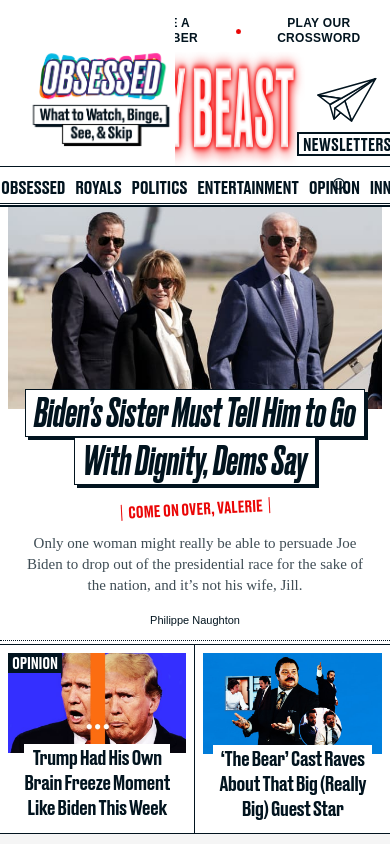 E A
BER
PLAY OUR
CROSSWORD
OBSESSED
What to Watch, Binge,
See, & Skip
Y BEAST
NEWSLETTERS
OBSESSED ROYALS POLITICS ENTERTAINMENT OPINION INN
Biden’s Sister Must Tell Him to Go
With Dignity, Dems Say
COME ON OVER, VALERIE
Only one woman might really be able to persuade Joe
Biden to drop out of the presidential race for the sake of
the nation, and it’s not his wife, Jill.
Philippe Naughton
OPINION
Trump Had His Own
Brain Freeze Moment
Like Biden This Week
‘The Bear’ Cast Raves
About That Big (Really
Big) Guest Star